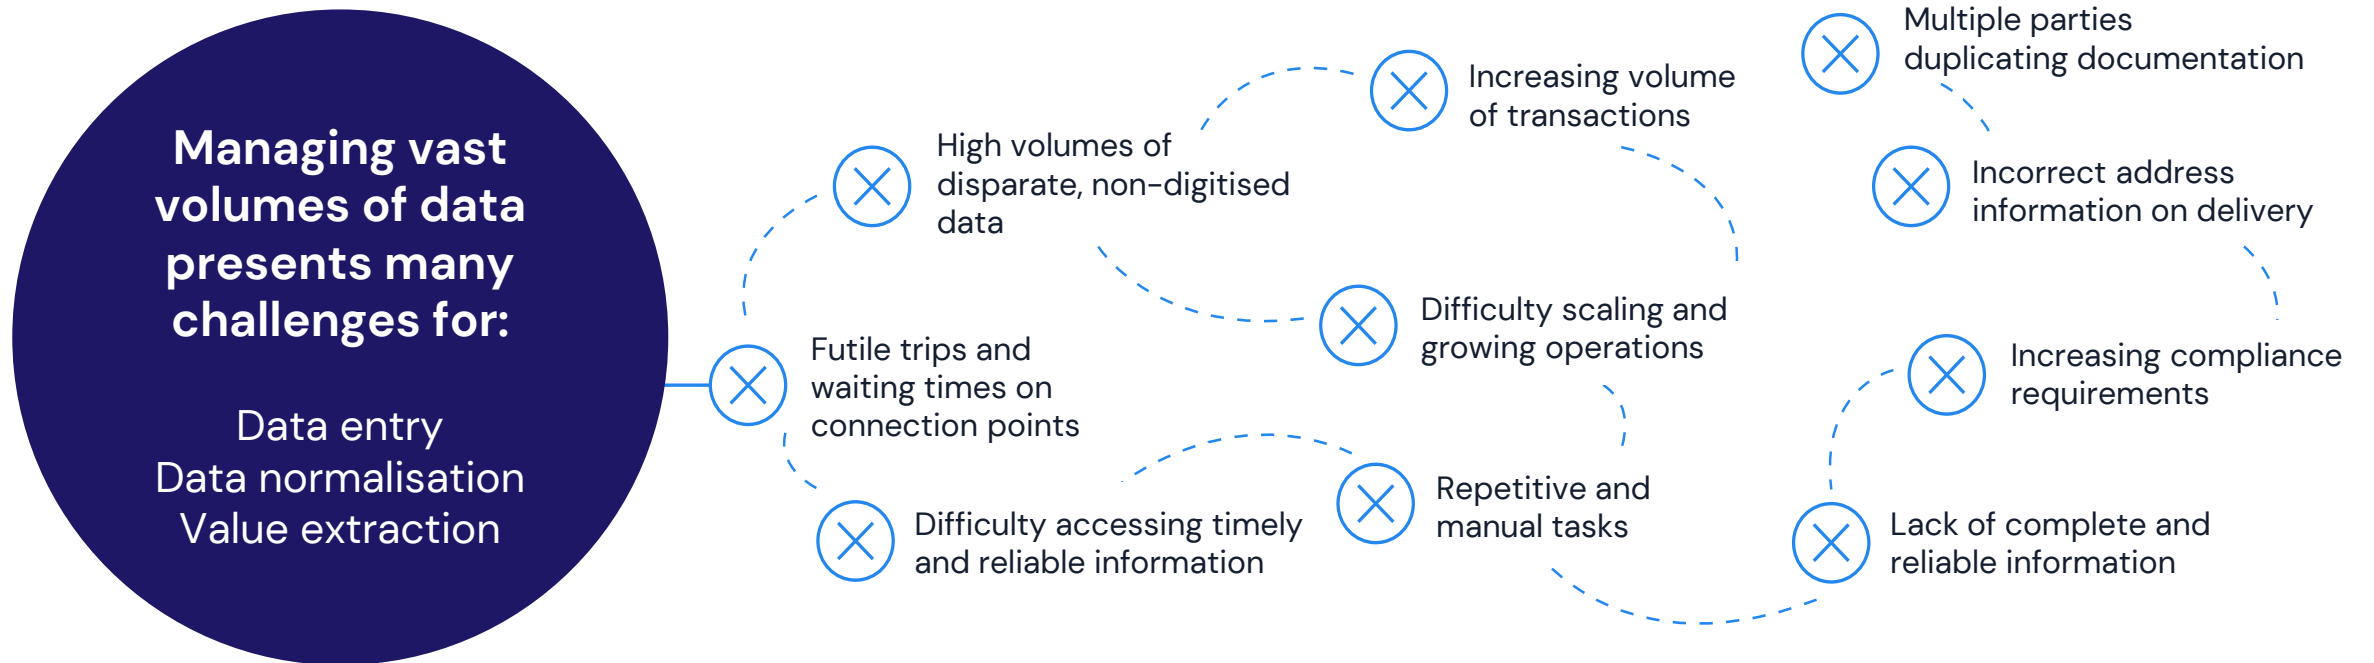 Managing vast
volumes of data
presents many
challenges for:
Data entry
Data normalisation
Value extraction
Futile trips and
waiting times on
connection points
High volumes of
disparate, non-digitised
data
Difficulty accessing timely
and reliable information
Increasing volume
of transactions
Difficulty scaling and
growing operations
Repetitive and
manual tasks
Multiple parties
duplicating documentation
Incorrect address
information on delivery
Increasing compliance
requirements
Lack of complete and
reliable information